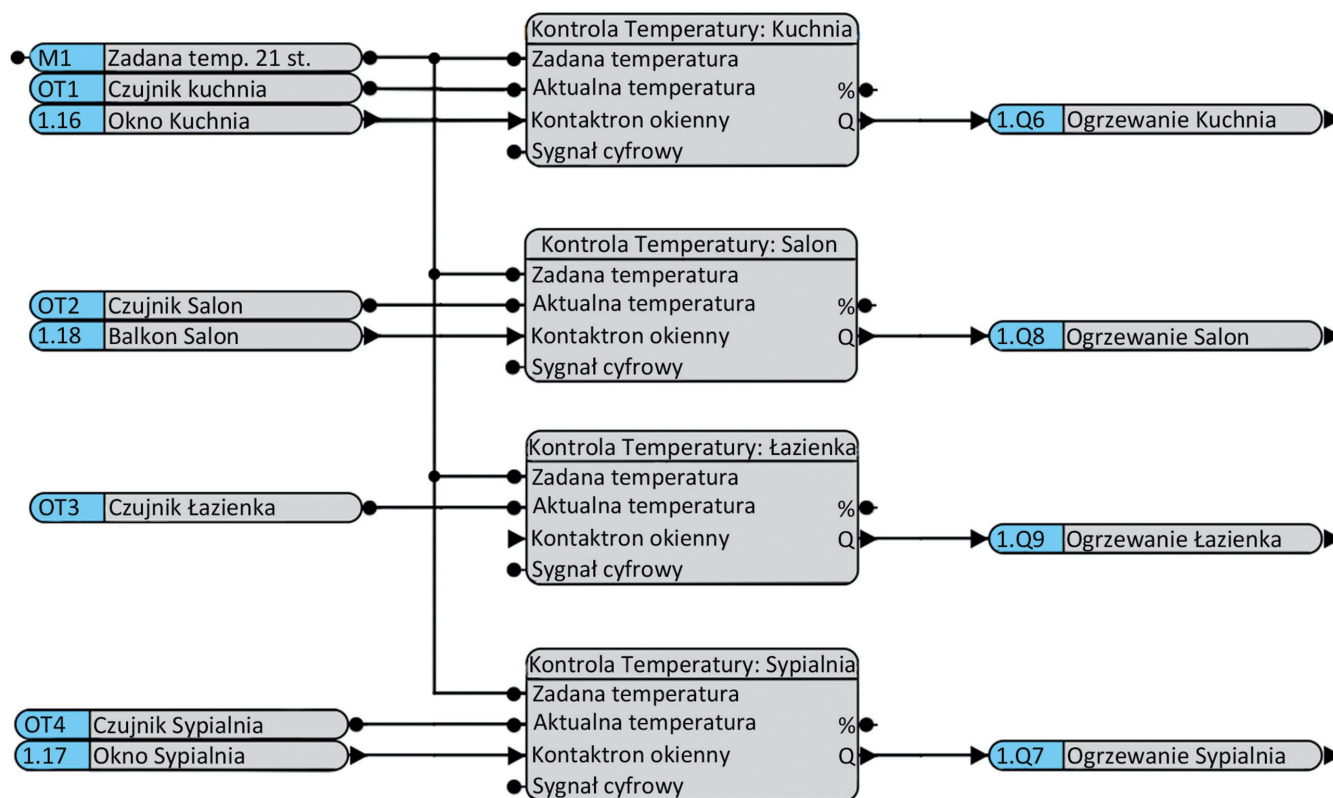 Kontrola Temperatury: Kuchnia
M1 Zadana temp. 21 st. Zadana temperatura
OT1 Czujnik kuchnia Aktualna temperatura %
1.16 Okno Kuchnia Kontaktron okienny Q 1.Q6 Ogrzewanie Kuchnia
Sygnał cyfrowy
Kontrola Temperatury: Salon
Zadana temperatura
OT2 Czujnik Salon Aktualna temperatura %
1.18 Balkon Salon Kontaktron okienny Q 1.Q8 Ogrzewanie Salon
Sygnał cyfrowy
Kontrola Temperatury: Łazienka
Zadana temperatura
OT3 Czujnik Łazienka Aktualna temperatura %
Kontaktron okienny Q 1.Q9 Ogrzewanie Łazienka
Sygnał cyfrowy
Kontrola Temperatury: Sypialnia
Zadana temperatura
OT4 Czujnik Sypialnia Aktualna temperatura %
1.17 Okno Sypialnia Kontaktron okienny Q 1.Q7 Ogrzewanie Sypialnia
Sygnał cyfrowy